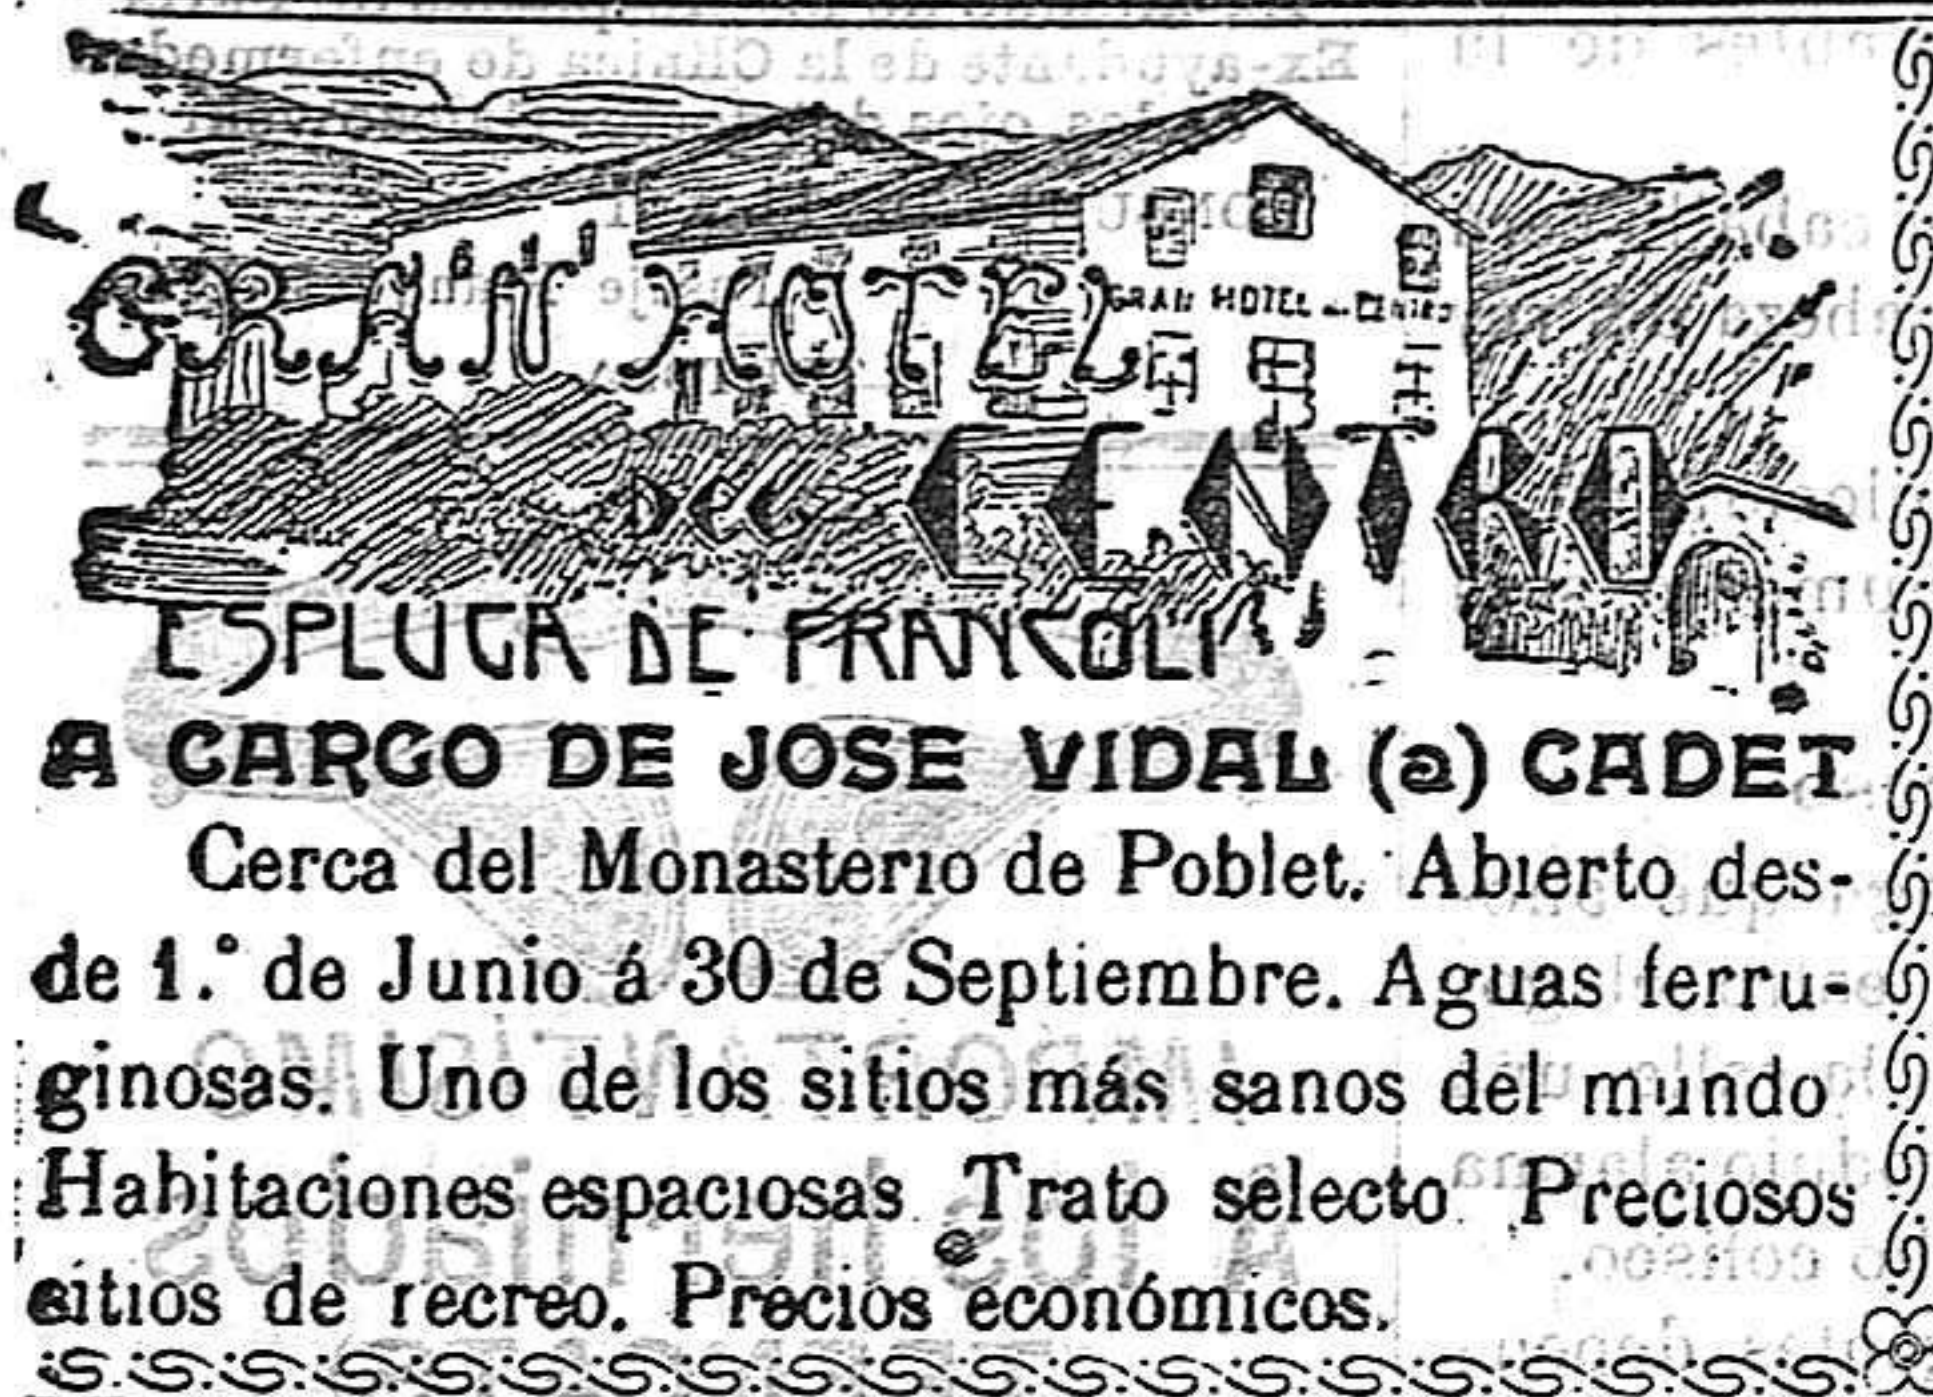 GRAN HOTEL
GRAN HOTEL DEL CENTRO
DEL CENTRO
ESPLUGA DE FRANCOLI
A CARGO DE JOSE VIDAL (a) CADET
Cerca del Monasterio de Poblet. Abierto des-
de 1.º de Junio á 30 de Septiembre. Aguas ferru-
ginosas. Uno de los sitios más sanos del mundo
Habitaciones espaciosas. Trato selecto. Preciosos
sitios de recreo. Precios económicos.